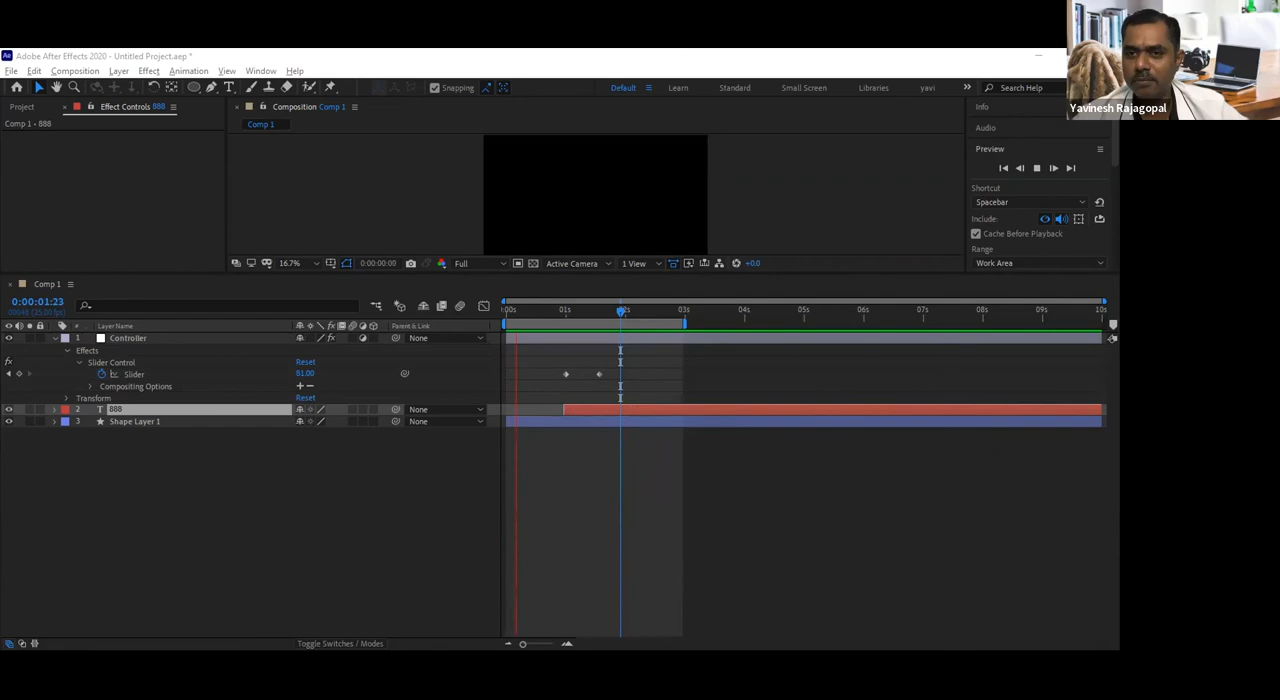 Adobe After Effects 2020 - Untitled Project.aep *
File Edit Composition Layer Effect Animation View Window Help
Snapping Default Learn Standard Small Screen Libraries yavi Search Help
Yavinesh Rajagopal
Project Effect Controls 888 Composition Comp 1 Info
Comp 1 • 888 Comp 1 Audio
Preview
Shortcut
Spacebar
Include:
Cache Before Playback
Range
Work Area
16.7% 0:00:00:09 Full Active Camera 1 View +0.0
Comp 1
0:00:01:23
Layer Name Parent & Link
:00s 01s 02s 03s 04s 05s 06s 07s 08s 09s 10s
1 Controller None
Effects
Slider Control Reset
Slider 81.00
Compositing Options + −
Transform Reset
2 T 888 None
3 Shape Layer 1 None
Toggle Switches / Modes